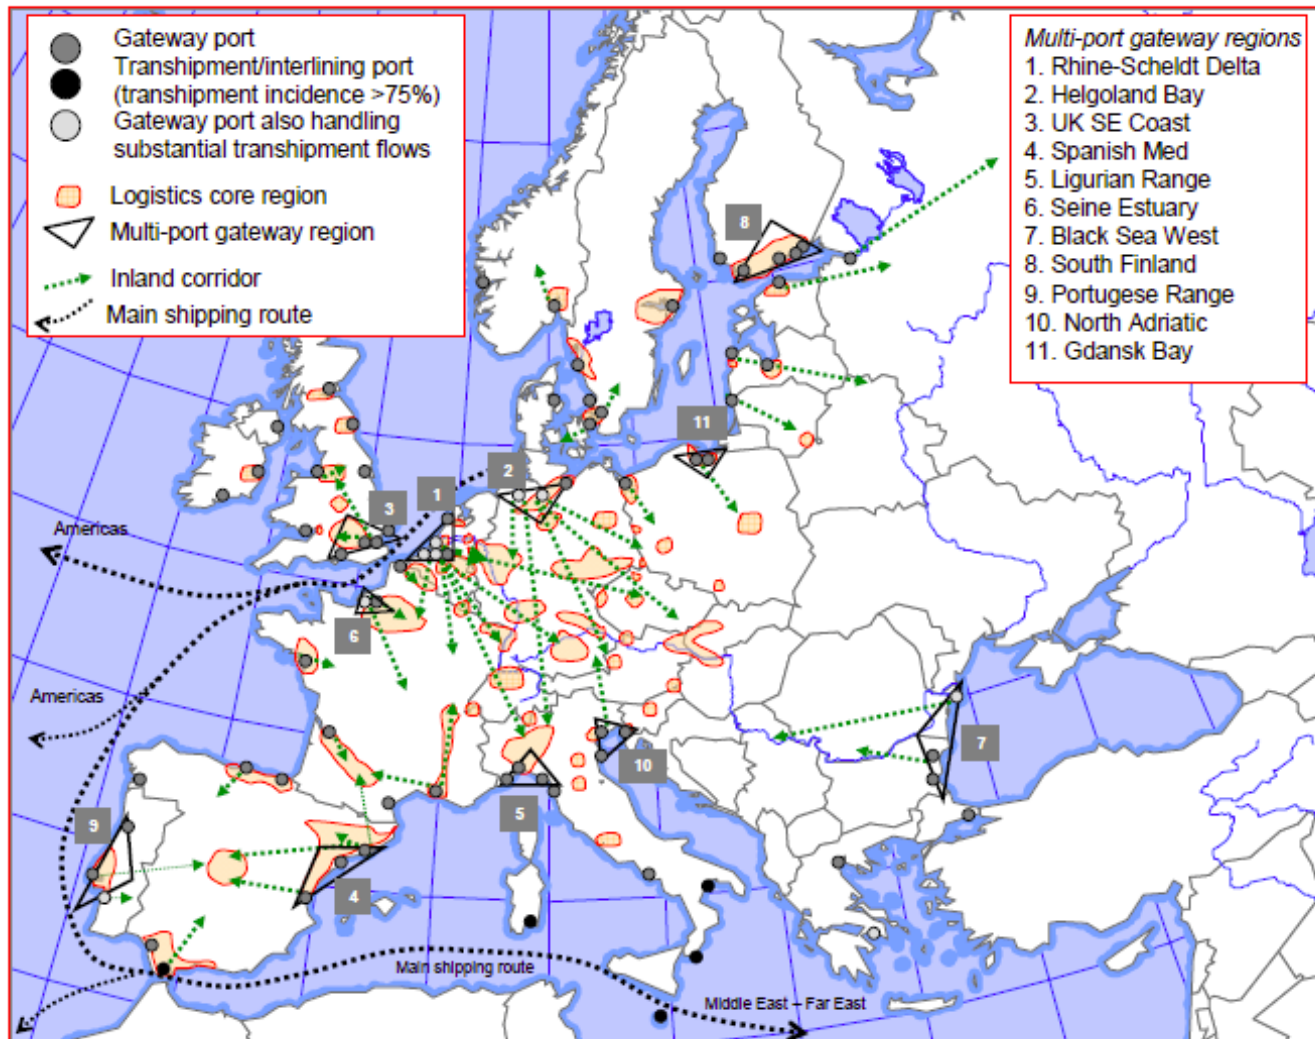 Gateway port
Transhipment/interlining port
(transhipment incidence >75%)
Gateway port also handling
substantial transhipment flows
Logistics core region
Multi-port gateway region
Inland corridor
Main shipping route
Multi-port gateway regions
1. Rhine-Scheldt Delta
2. Helgoland Bay
3. UK SE Coast
4. Spanish Med
5. Ligurian Range
6. Seine Estuary
7. Black Sea West
8. South Finland
9. Portugese Range
10. North Adriatic
11. Gdansk Bay
8
11
2
1
3
Americas
6
Americas
7
10
5
9
4
Main shipping route
Middle East – Far East